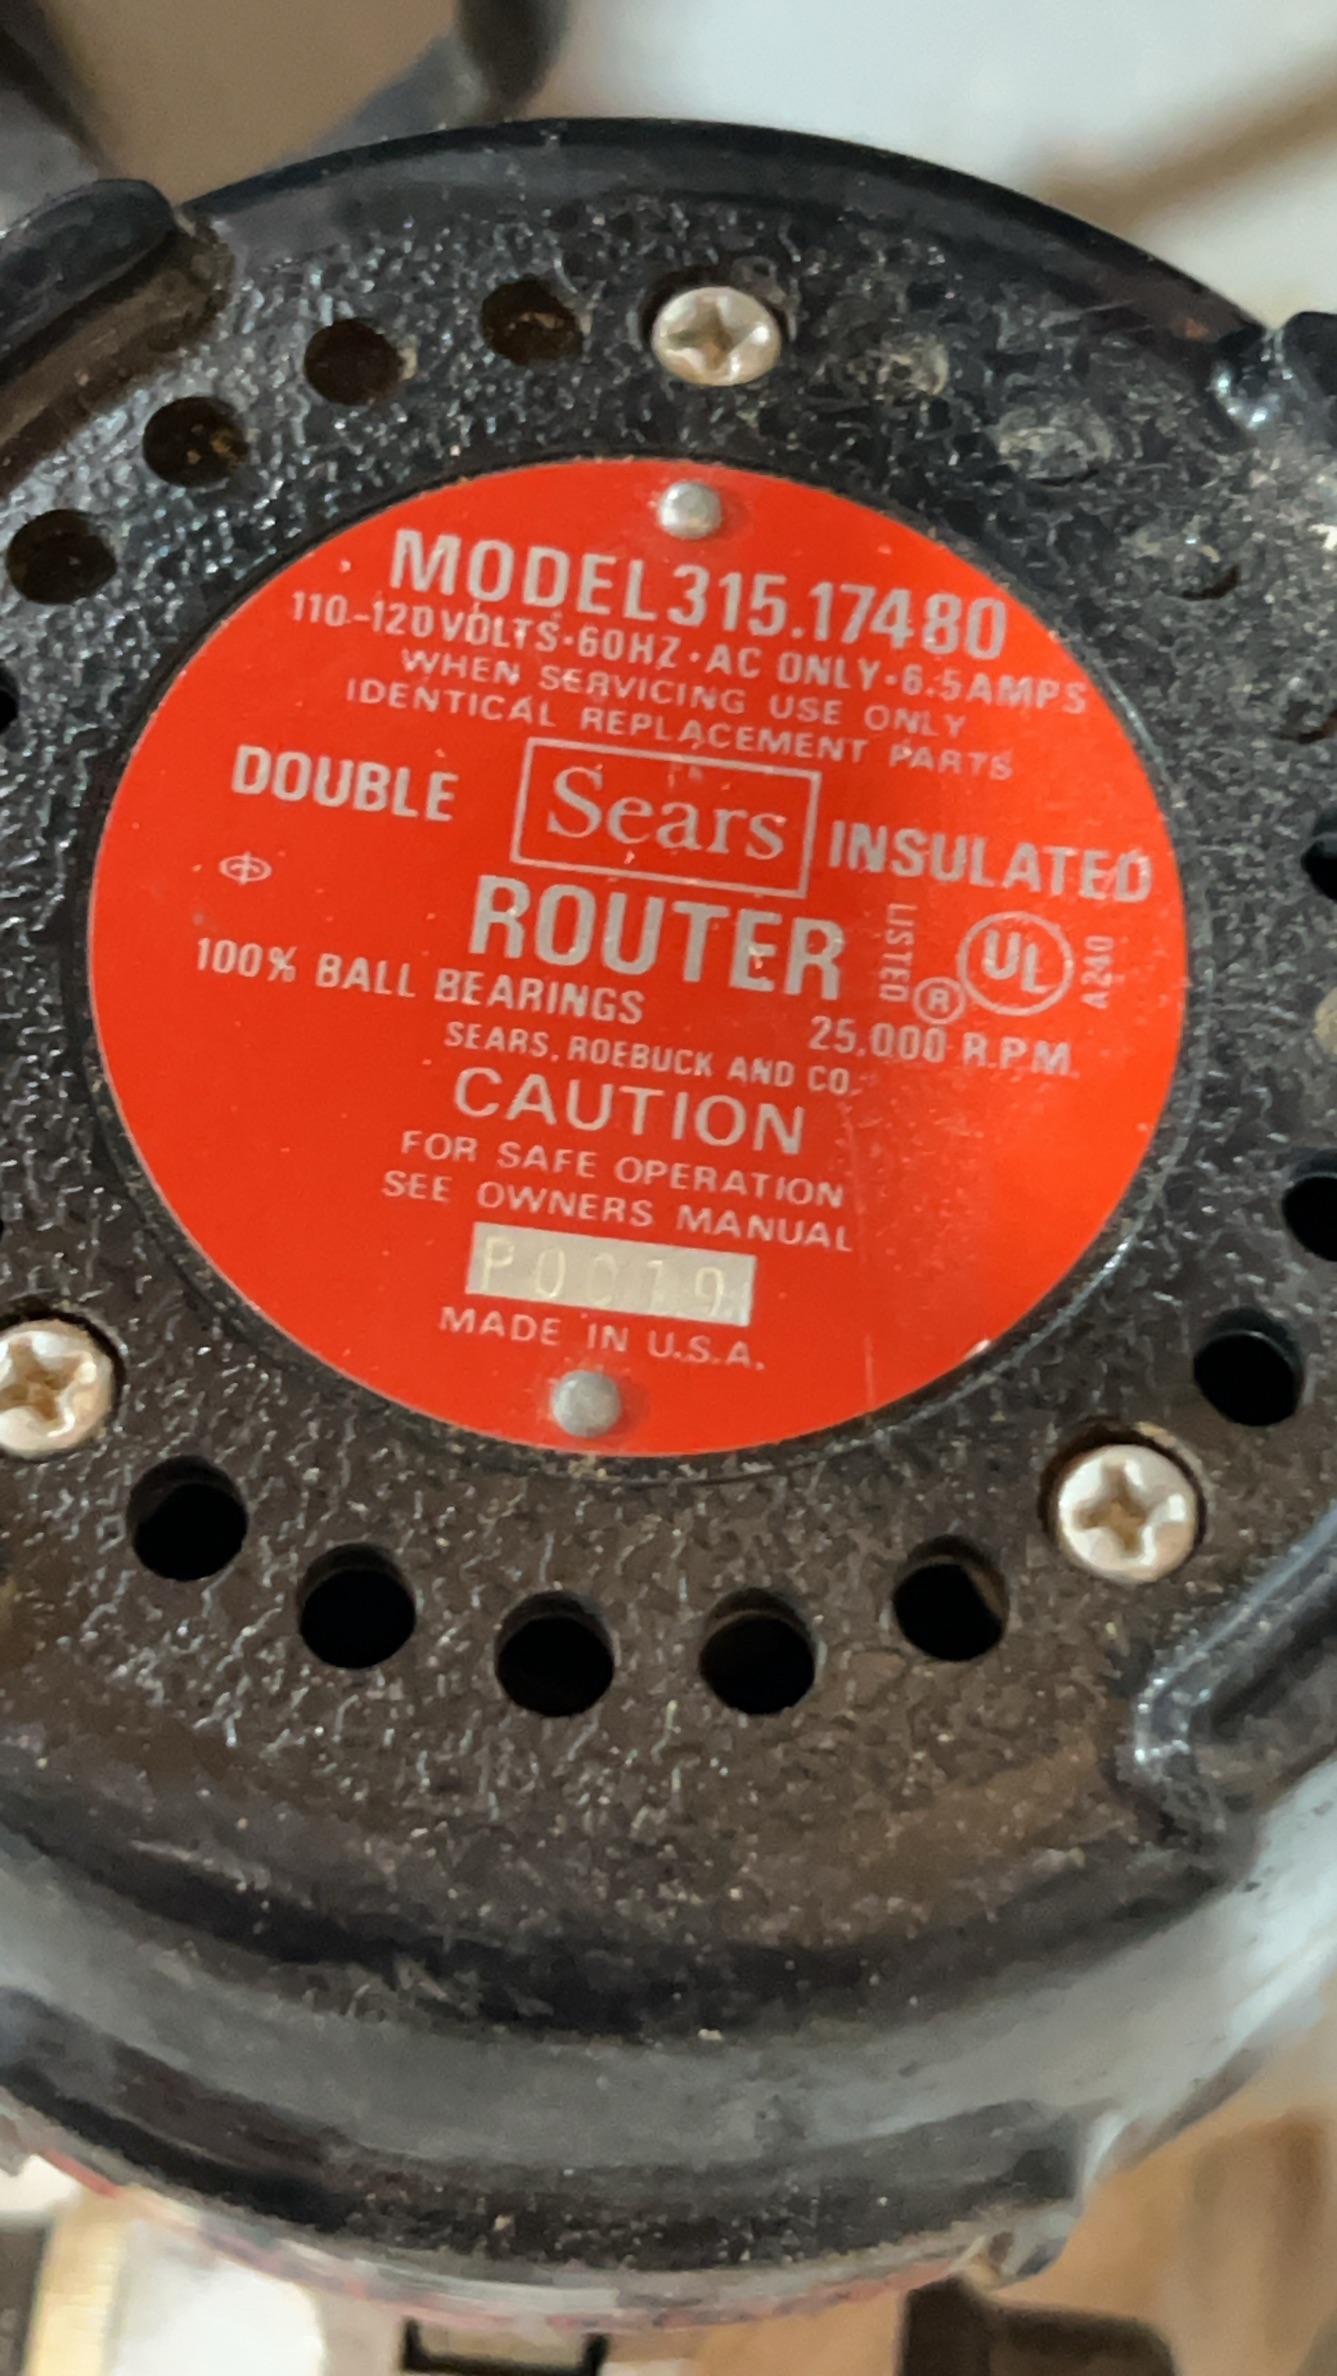 MODEL 315.17480
110-120 VOLTS·60HZ·AC ONLY·6.5 AMPS
WHEN SERVICING USE ONLY
IDENTICAL REPLACEMENT PARTS
DOUBLE Sears INSULATED
ROUTER
LISTED ® UL A240
100% BALL BEARINGS 25,000 R.P.M.
SEARS, ROEBUCK AND CO.
CAUTION
FOR SAFE OPERATION
SEE OWNERS MANUAL
MADE IN U.S.A.